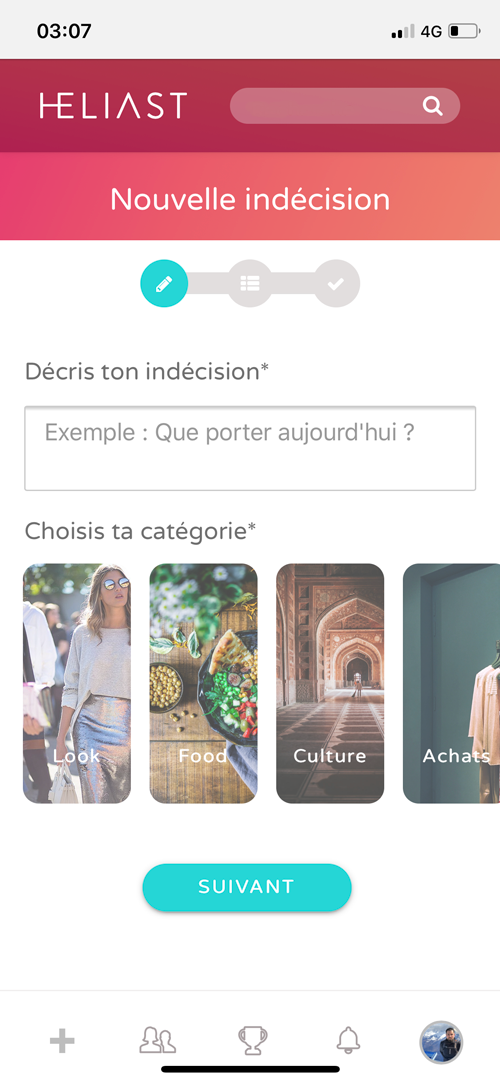 03:07
4G
HELIAST
Nouvelle indécision
Décris ton indécision*
Exemple : Que porter aujourd'hui ?
Choisis ta catégorie*
Look
Food
Culture
Achats
SUIVANT